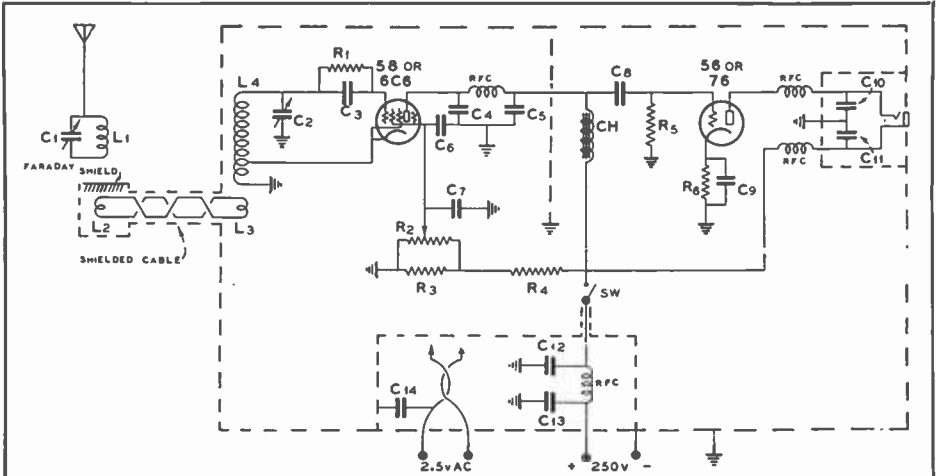 C1
L1
FARADAY
SHIELD
L2
L3
SHIELDED CABLE
L4
C2
R1
C3
58 OR
6C6
RFC
C4
C5
C6
C7
R2
R3
R4
CH
C8
R5
56 OR
76
R6
C9
RFC
RFC
C10
C11
SW
C12
RFC
C13
C14
2.5V AC
+ 250V -